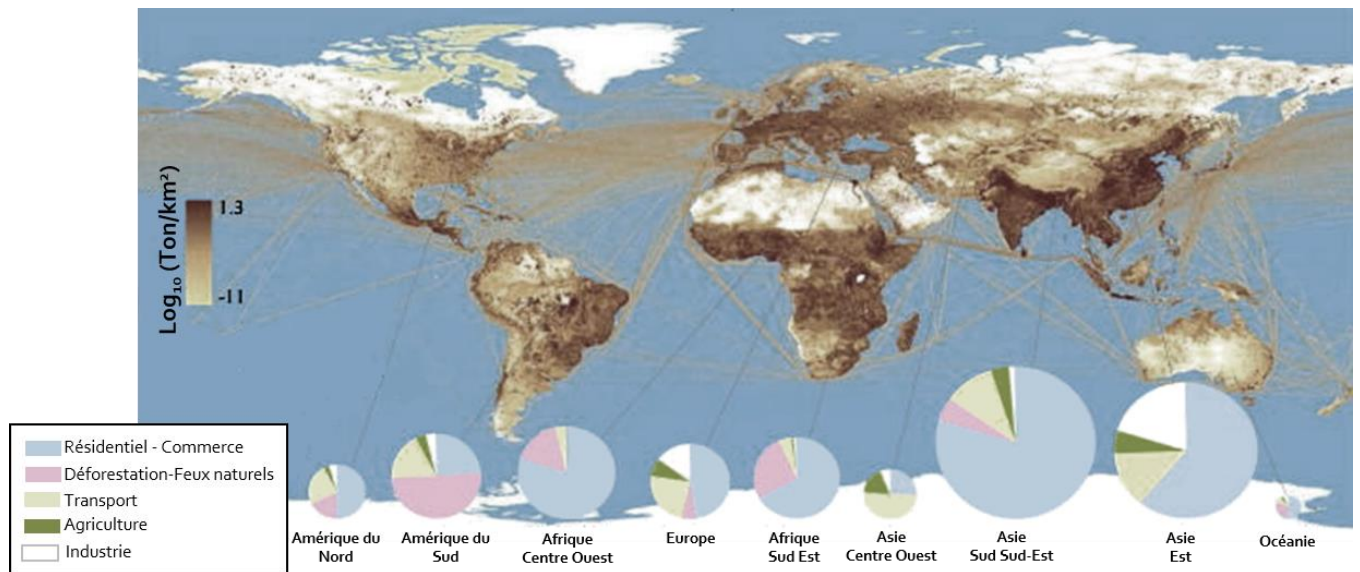 1.3
-11
Log₁₀ (Ton/km²)
Résidentiel - Commerce
Déforestation-Feux naturels
Transport
Agriculture
Industrie
Amérique du
Nord
Amérique du
Sud
Afrique
Centre Ouest
Europe
Afrique
Sud Est
Asie
Centre Ouest
Asie
Sud Sud-Est
Asie
Est
Océanie